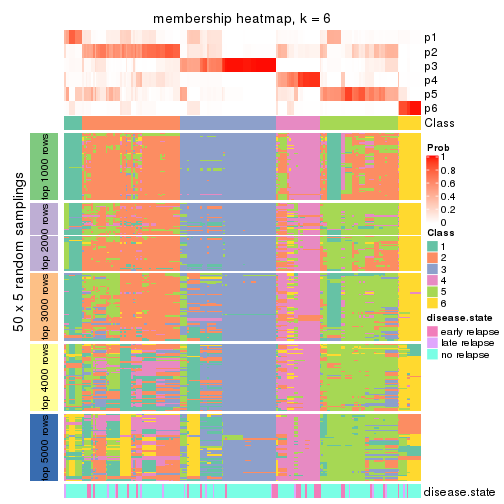 membership heatmap, k = 6
p1
p2
p3
p4
p5
p6
Class
50 x 5 random samplings
top 1000 rows
top 2000 rows
top 3000 rows
top 4000 rows
top 5000 rows
disease.state
Prob
1
0.8
0.6
0.4
0.2
0
Class
1
2
3
4
5
6
disease.state
early relapse
late relapse
no relapse